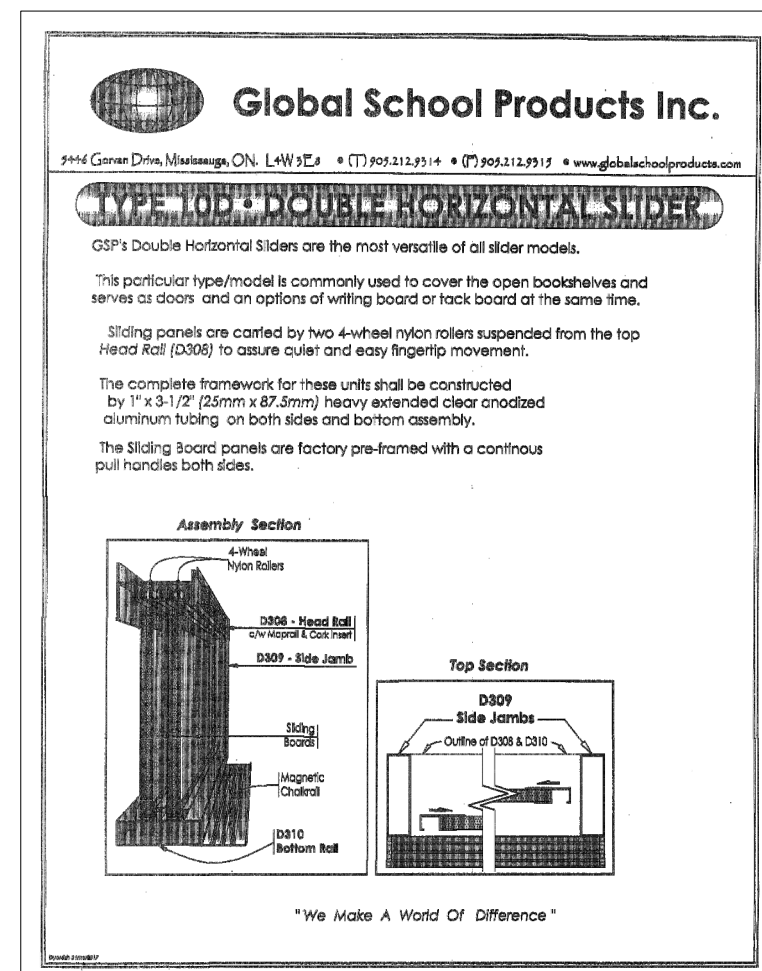 Global School Products Inc.
5446 Gorvan Drive, Mississauga, ON. L4W 3E8 • (T) 905.212.9314 • (F) 905.212.9315 • www.globalschoolproducts.com
TYPE 10D • DOUBLE HORIZONTAL SLIDER
GSP's Double Horizontal Sliders are the most versatile of all slider models.
This particular type/model is commonly used to cover the open bookshelves and
serves as doors and an options of writing board or tack board at the same time.
Sliding panels are carried by two 4-wheel nylon rollers suspended from the top
Head Rail (D308) to assure quiet and easy fingertip movement.
The complete framework for these units shall be constructed
by 1" x 3-1/2" (25mm x 87.5mm) heavy extended clear anodized
aluminum tubing on both sides and bottom assembly.
The Sliding Board panels are factory pre-framed with a continous
pull handles both sides.
Assembly Section
4-Wheel
Nylon Rollers
D308 - Head Rail
c/w Maprail & Cork Insert
D309 - Side Jamb
Sliding
Boards
Magnetic
Chalkrail
D310
Bottom Rail
Top Section
D309
Side Jambs
Outline of D308 & D310
"We Make A World Of Difference"